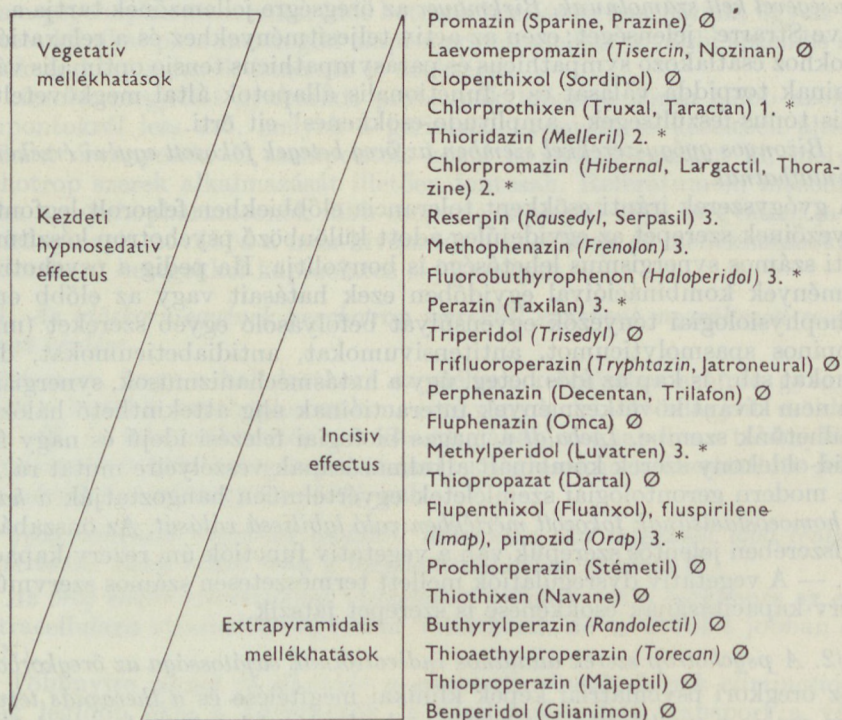 Vegetatív
mellékhatások
Kezdeti
hypnosedativ
effectus
Incisiv
effectus
Extrapyramidális
mellékhatások
Promazin (Sparine, Prazine) Ø
Laevomepromazin (Tisercin, Nozinan) Ø
Clopenthixol (Sordinol) Ø
Chlorprothixen (Truxal, Taractan) 1. *
Thioridazin (Melleril) 2. *
Chlorpromazin (Hibernal, Largactil, Thora-
zine) 2. *
Reserpin (Rausedyl, Serpasil) 3.
Methophenazin (Frenolon) 3.
Fluorobuthyrophenon (Haloperidol) 3. *
Perazin (Taxilan) 3. *
Triperidol (Trisedyl) Ø
Trifluoroperazin (Tryphtazin, Jatroneural) Ø
Perphenazin (Decentan, Trilafon) Ø
Fluphenazin (Omca) Ø
Methylperidol (Luvatren) 3. *
Thiopropazat (Dartal) Ø
Flupenthixol (Fluanxol), fluspirilene
(Imap), pimozid (Orap) 3. *
Prochlorperazin (Stémetil) Ø
Thiothixen (Navane) Ø
Buthyrylperazin (Randolectil) Ø
Thioaethylproperazin (Torecan) Ø
Thioproperazin (Majeptil) Ø
Benperidol (Glianimon) Ø